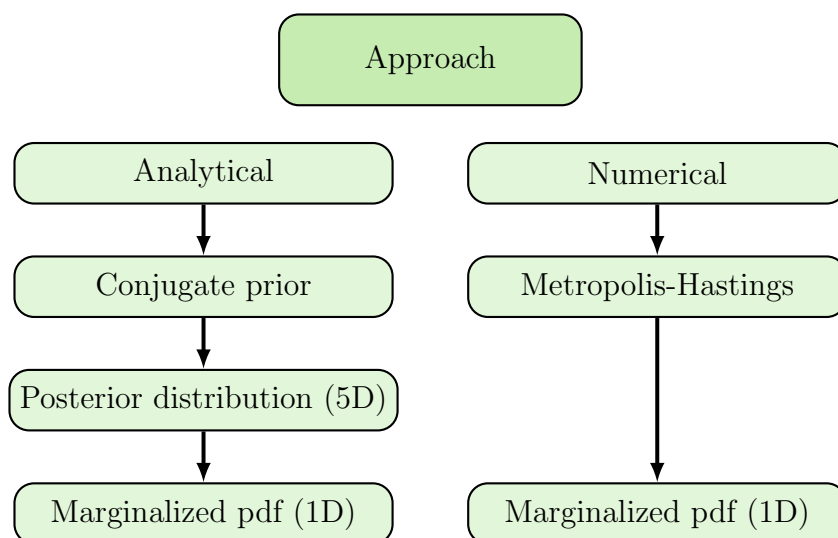 Approach
Analytical
Numerical
Conjugate prior
Metropolis-Hastings
Posterior distribution (5D)
Marginalized pdf (1D)
Marginalized pdf (1D)